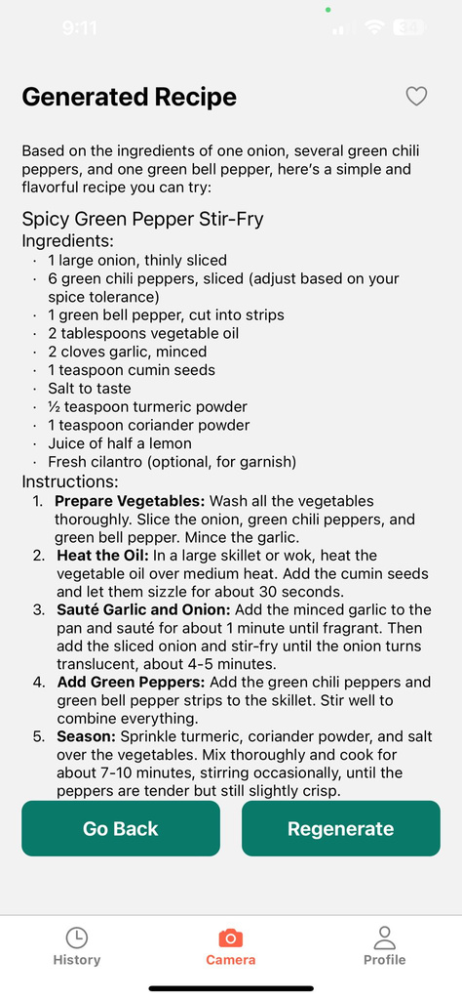 9:11
34
Generated Recipe
Based on the ingredients of one onion, several green chili
peppers, and one green bell pepper, here's a simple and
flavorful recipe you can try:
Spicy Green Pepper Stir-Fry
Ingredients:
· 1 large onion, thinly sliced
· 6 green chili peppers, sliced (adjust based on your
spice tolerance)
· 1 green bell pepper, cut into strips
· 2 tablespoons vegetable oil
· 2 cloves garlic, minced
· 1 teaspoon cumin seeds
· Salt to taste
· ½ teaspoon turmeric powder
· 1 teaspoon coriander powder
· Juice of half a lemon
· Fresh cilantro (optional, for garnish)
Instructions:
1. Prepare Vegetables: Wash all the vegetables
thoroughly. Slice the onion, green chili peppers, and
green bell pepper. Mince the garlic.
2. Heat the Oil: In a large skillet or wok, heat the
vegetable oil over medium heat. Add the cumin seeds
and let them sizzle for about 30 seconds.
3. Sauté Garlic and Onion: Add the minced garlic to the
pan and sauté for about 1 minute until fragrant. Then
add the sliced onion and stir-fry until the onion turns
translucent, about 4-5 minutes.
4. Add Green Peppers: Add the green chili peppers and
green bell pepper strips to the skillet. Stir well to
combine everything.
5. Season: Sprinkle turmeric, coriander powder, and salt
over the vegetables. Mix thoroughly and cook for
about 7-10 minutes, stirring occasionally, until the
peppers are tender but still slightly crisp.
Go Back
Regenerate
History
Camera
Profile